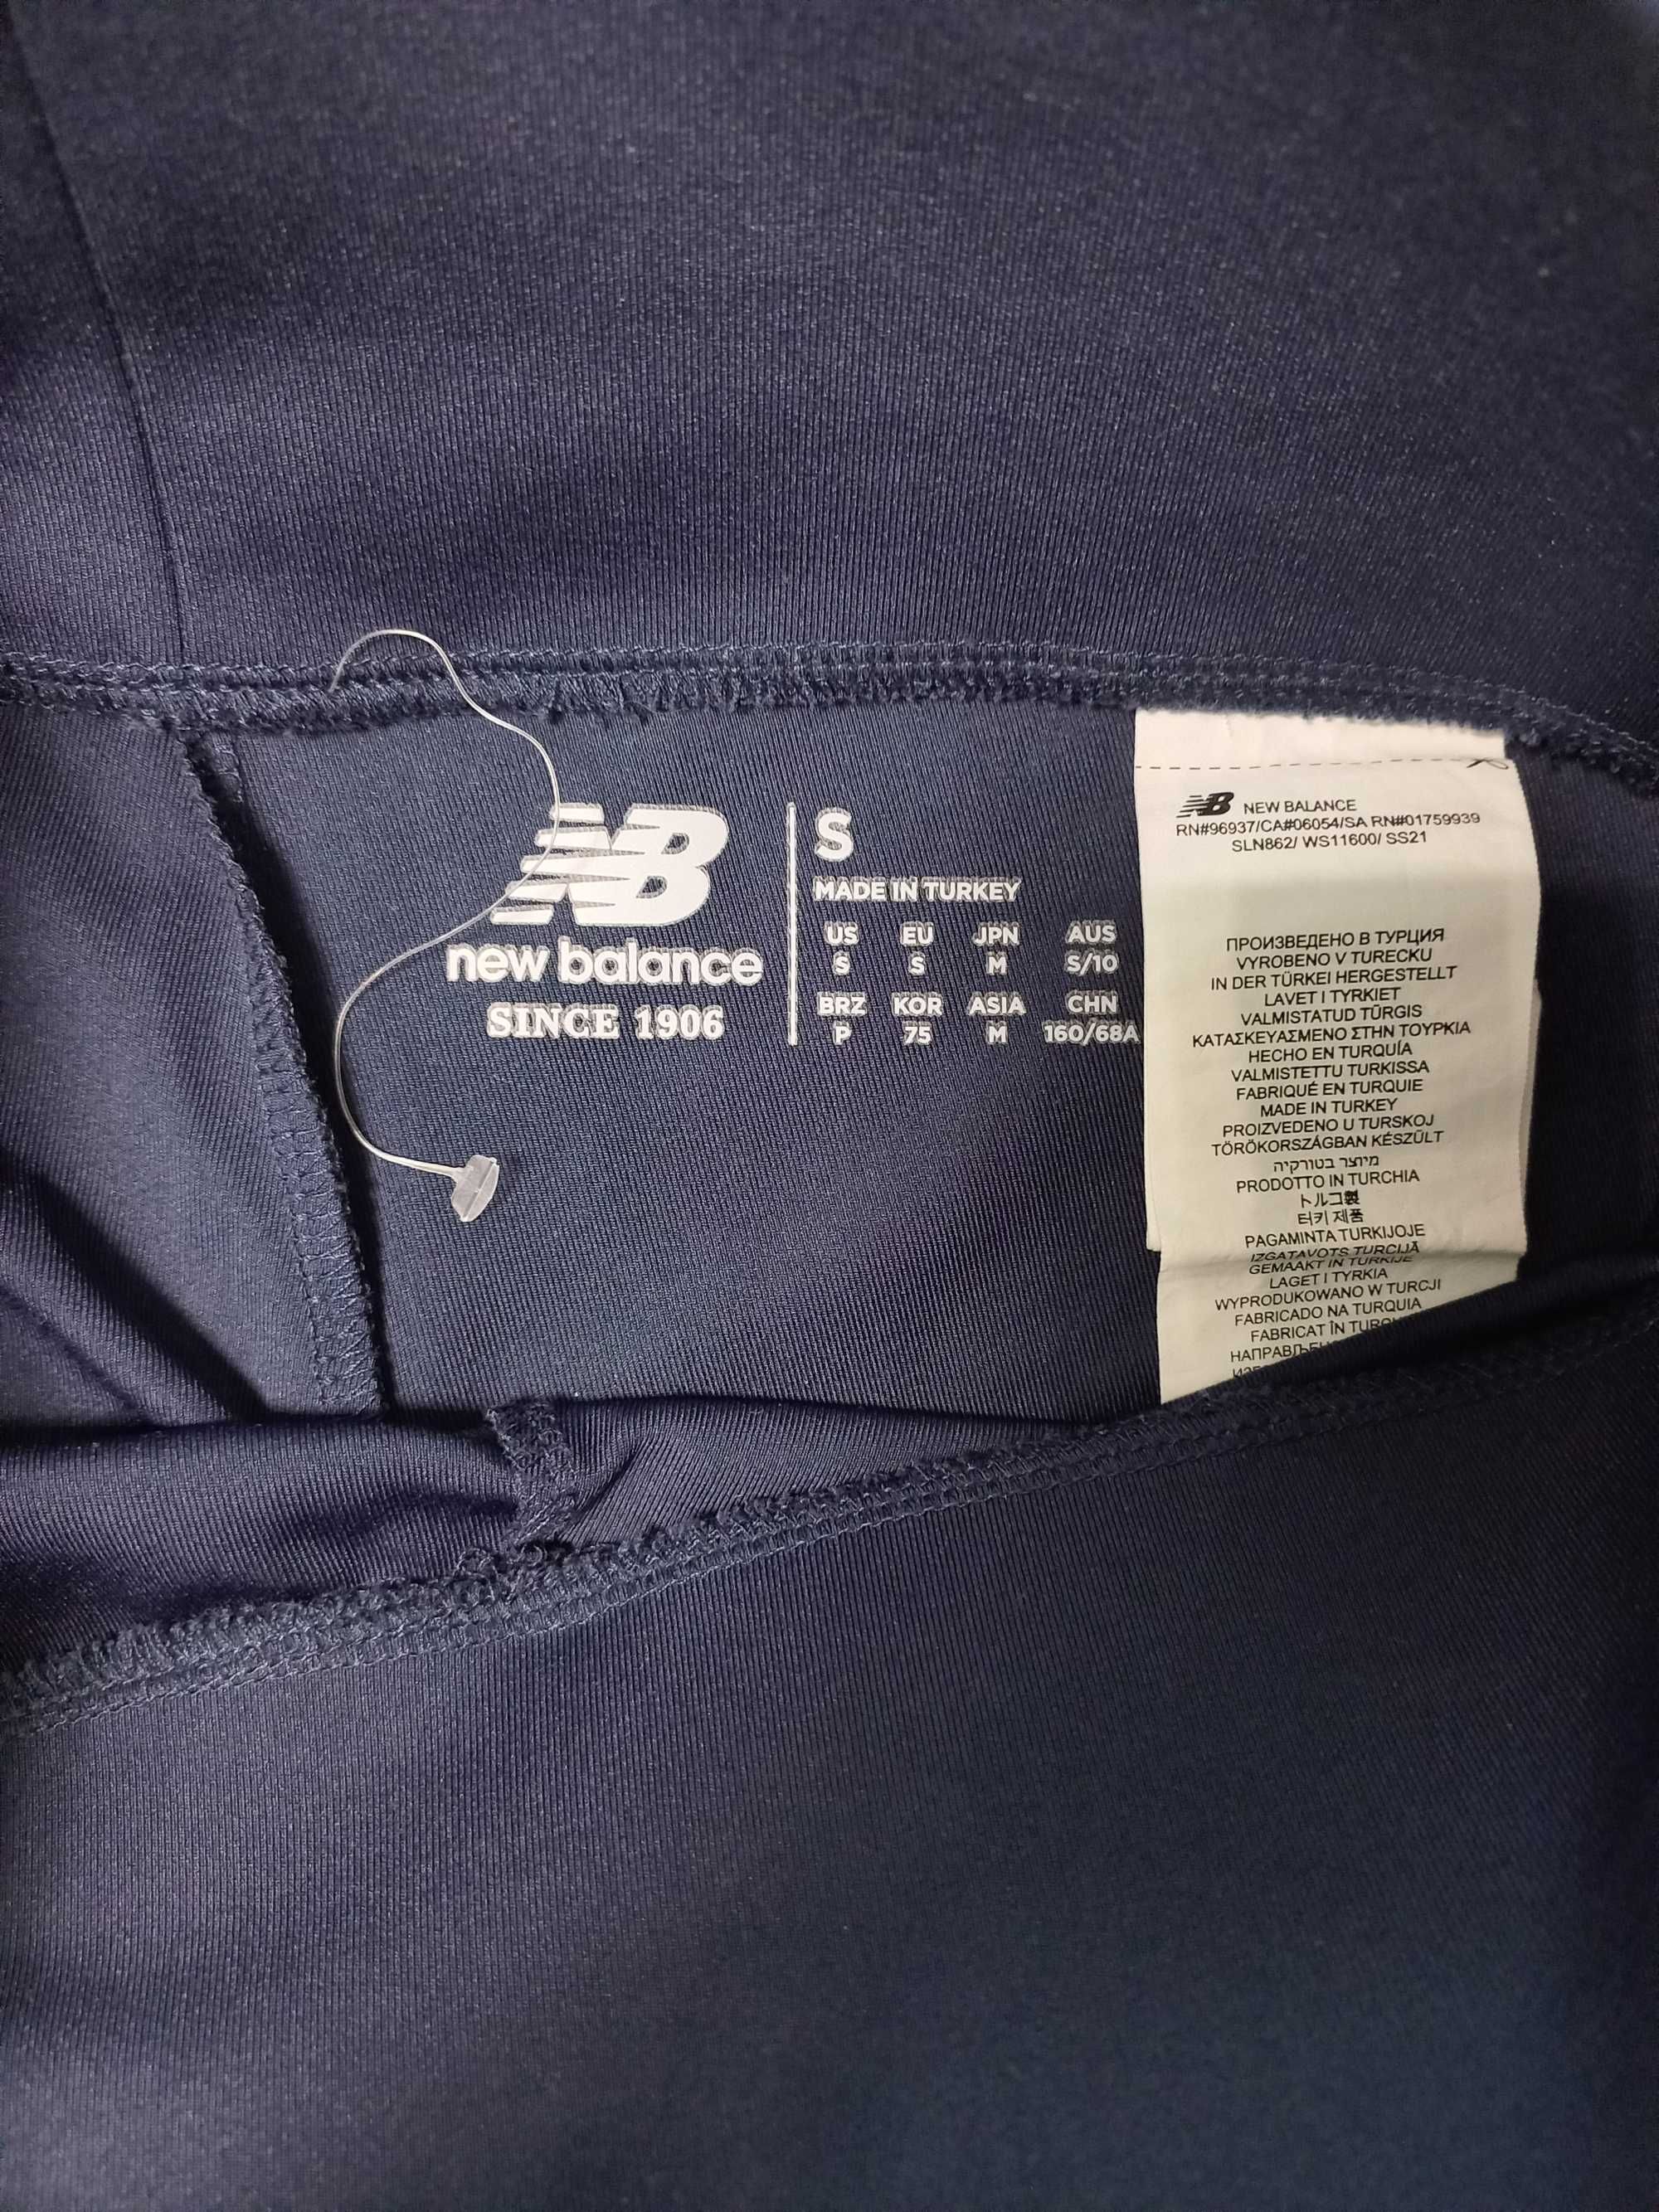 NB
new balance
SINCE 1906
S
MADE IN TURKEY
US EU JPN AUS
S S M S/10
BRZ KOR ASIA CHN
P 75 M 160/68A
NB NEW BALANCE
RN#96937/CA#06054/SA RN#01759939
SLN862/ WS11600/ SS21
ПРОИЗВЕДЕНО В ТУРЦИЯ
VYROBENO V TURECKU
IN DER TÜRKEI HERGESTELLT
LAVET I TYRKIET
VALMISTATUD TÜRGIS
ΚΑΤΑΣΚΕΥΑΣΜΕΝΟ ΣΤΗΝ ΤΟΥΡΚΙΑ
HECHO EN TURQUÍA
VALMISTETTU TURKISSA
FABRIQUÉ EN TURQUIE
MADE IN TURKEY
PROIZVEDENO U TURSKOJ
TÖRÖKORSZÁGBAN KÉSZÜLT
מיוצר בטורקיה
PRODOTTO IN TURCHIA
トルコ製
터키 제품
PAGAMINTA TURKIJOJE
IZGATAVOTS TURCIJĀ
GEMAAKT IN TURKIJE
LAGET I TYRKIA
WYPRODUKOWANO W TURCJI
FABRICADO NA TURQUIA
FABRICAT ÎN